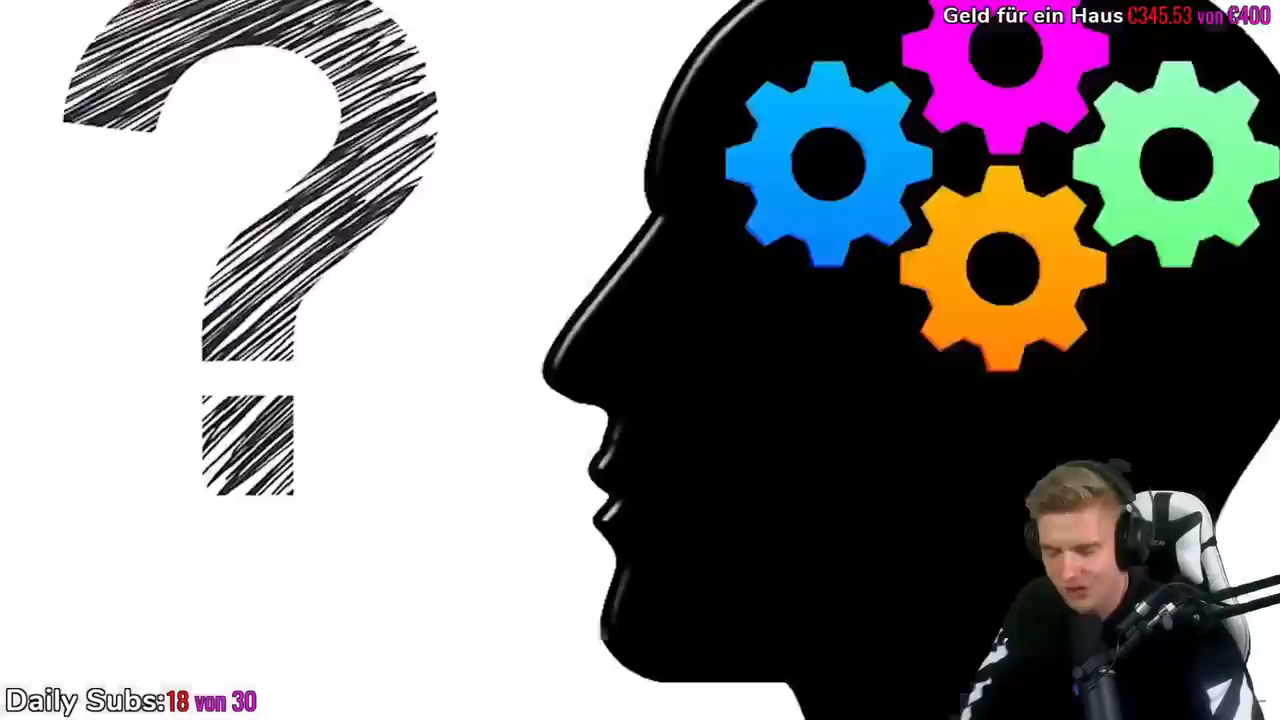 Geld für ein Haus €345.53 von €400
?
Daily Subs:18 von 30